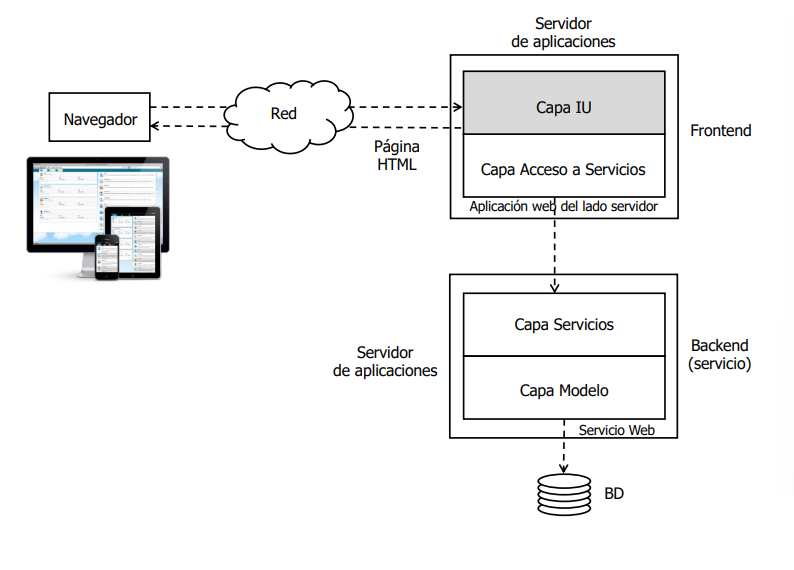 Servidor
de aplicaciones
Navegador
Red
Capa IU
Frontend
Página
HTML
Capa Acceso a Servicios
Aplicación web del lado servidor
Capa Servicios
Servidor
de aplicaciones
Backend
(servicio)
Capa Modelo
Servicio Web
BD